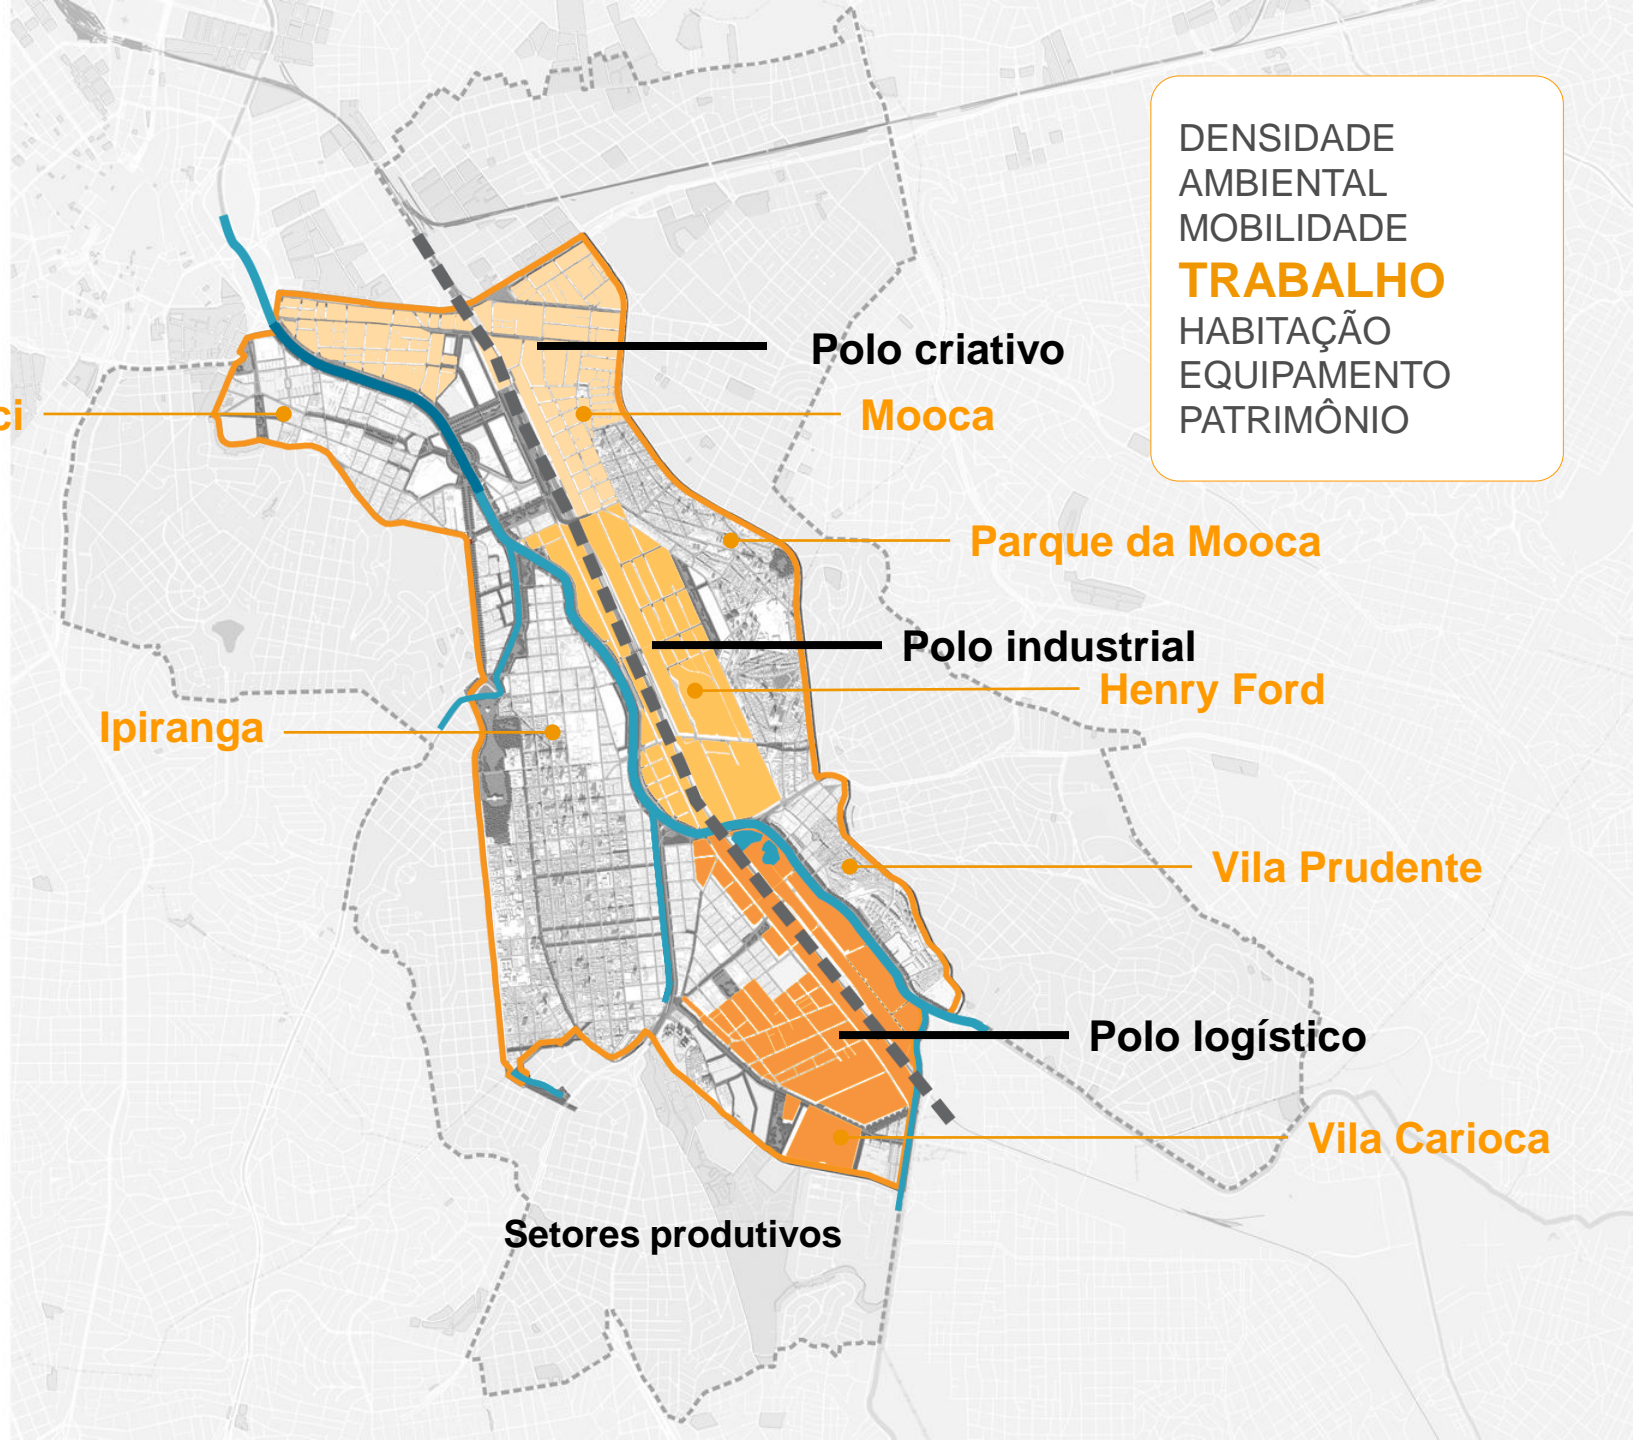 DENSIDADE
AMBIENTAL
MOBILIDADE
TRABALHO
HABITAÇÃO
EQUIPAMENTO
PATRIMÔNIO
Polo criativo
ci
Mooca
Parque da Mooca
Polo industrial
Henry Ford
Ipiranga
Vila Prudente
Polo logístico
Vila Carioca
Setores produtivos